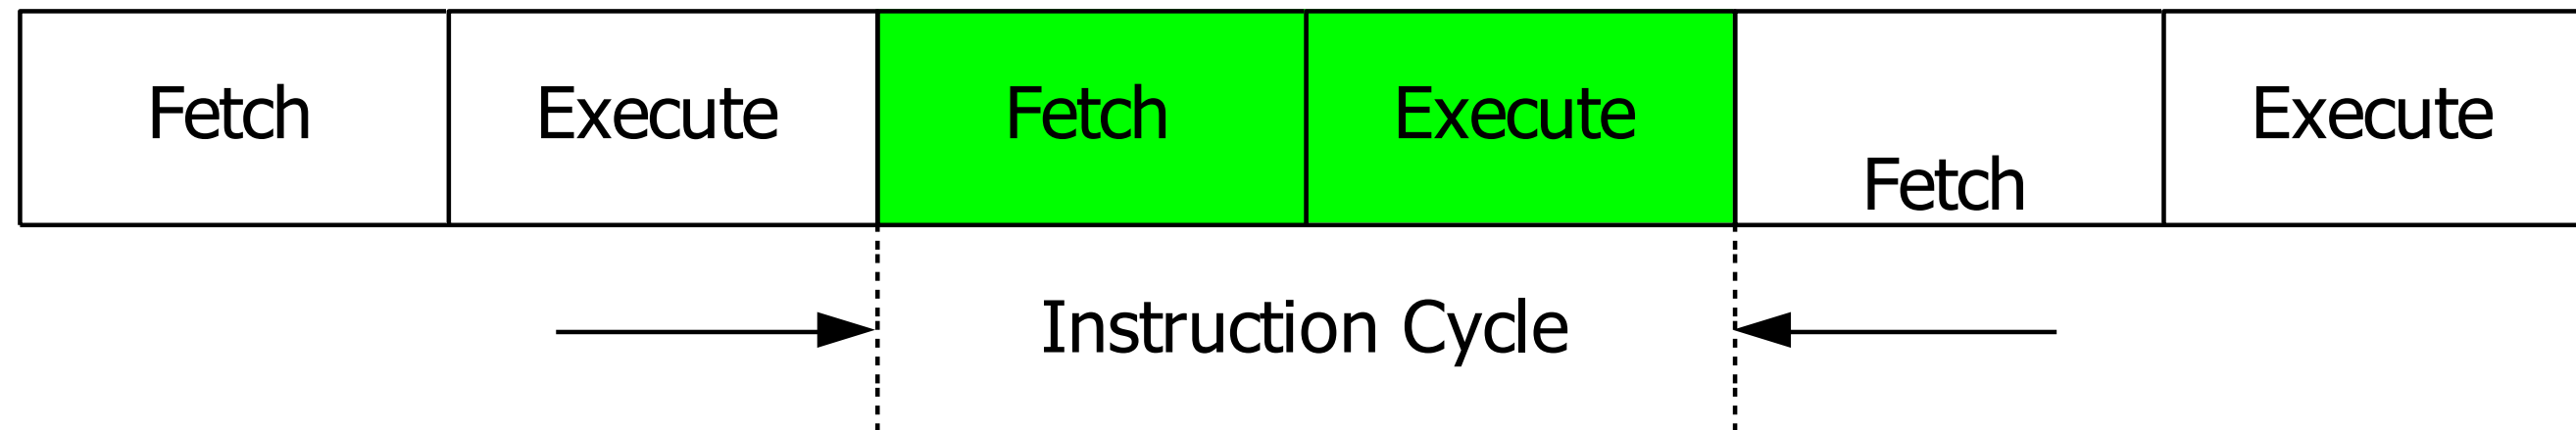 Fetch Execute Fetch Execute Fetch Execute
Instruction Cycle